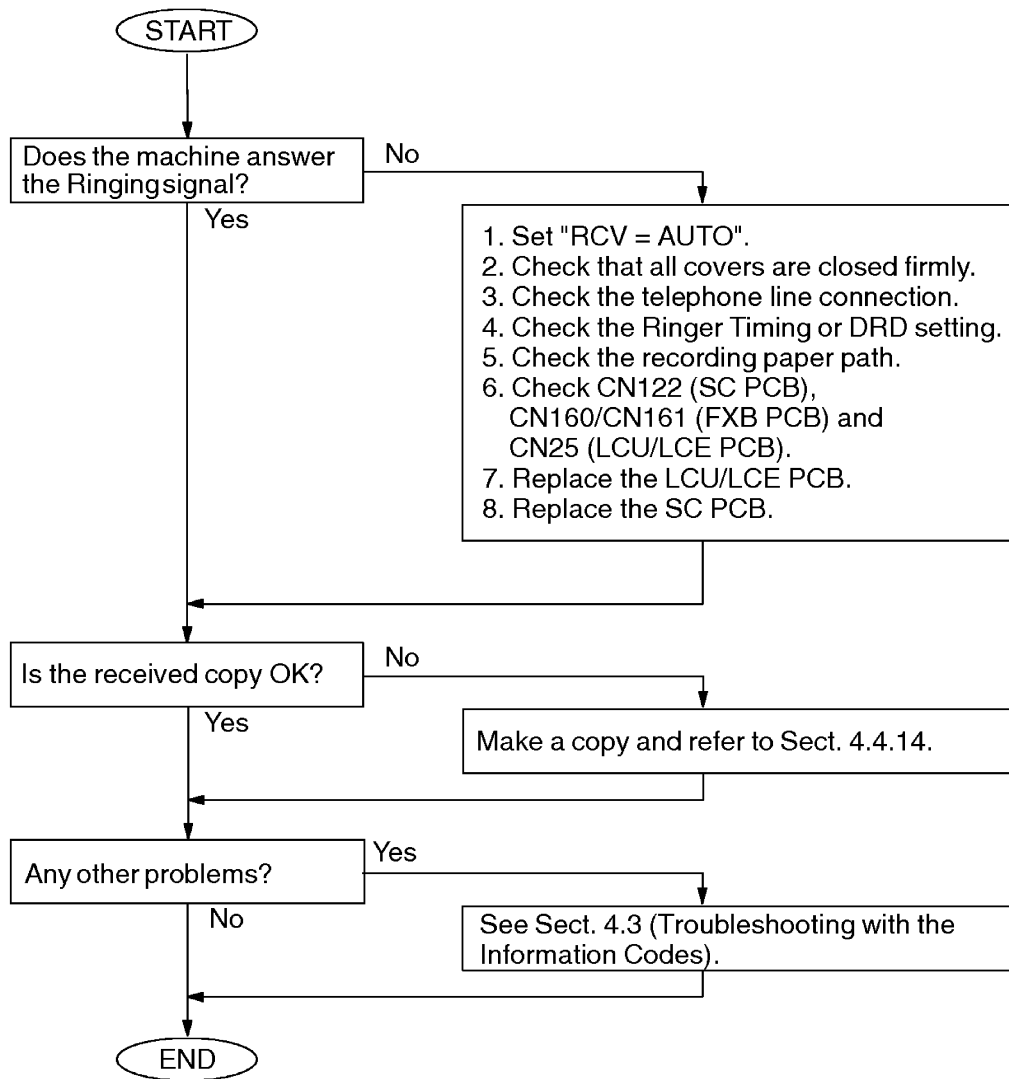 START
Does the machine answer
the Ringing signal?
No
Yes
1. Set "RCV = AUTO".
2. Check that all covers are closed firmly.
3. Check the telephone line connection.
4. Check the Ringer Timing or DRD setting.
5. Check the recording paper path.
6. Check CN122 (SC PCB),
CN160/CN161 (FXB PCB) and
CN25 (LCU/LCE PCB).
7. Replace the LCU/LCE PCB.
8. Replace the SC PCB.
Is the received copy OK?
No
Yes
Make a copy and refer to Sect. 4.4.14.
Any other problems?
Yes
No
See Sect. 4.3 (Troubleshooting with the
Information Codes).
END